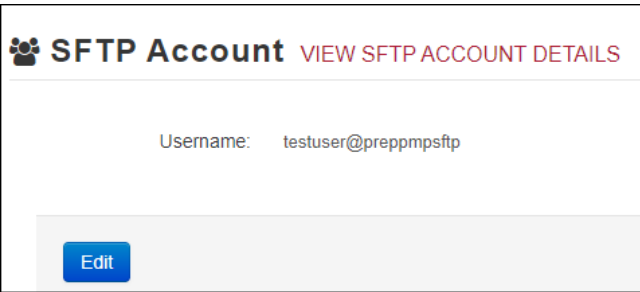 SFTP Account VIEW SFTP ACCOUNT DETAILS
Username: testuser@preppmpsftp
Edit